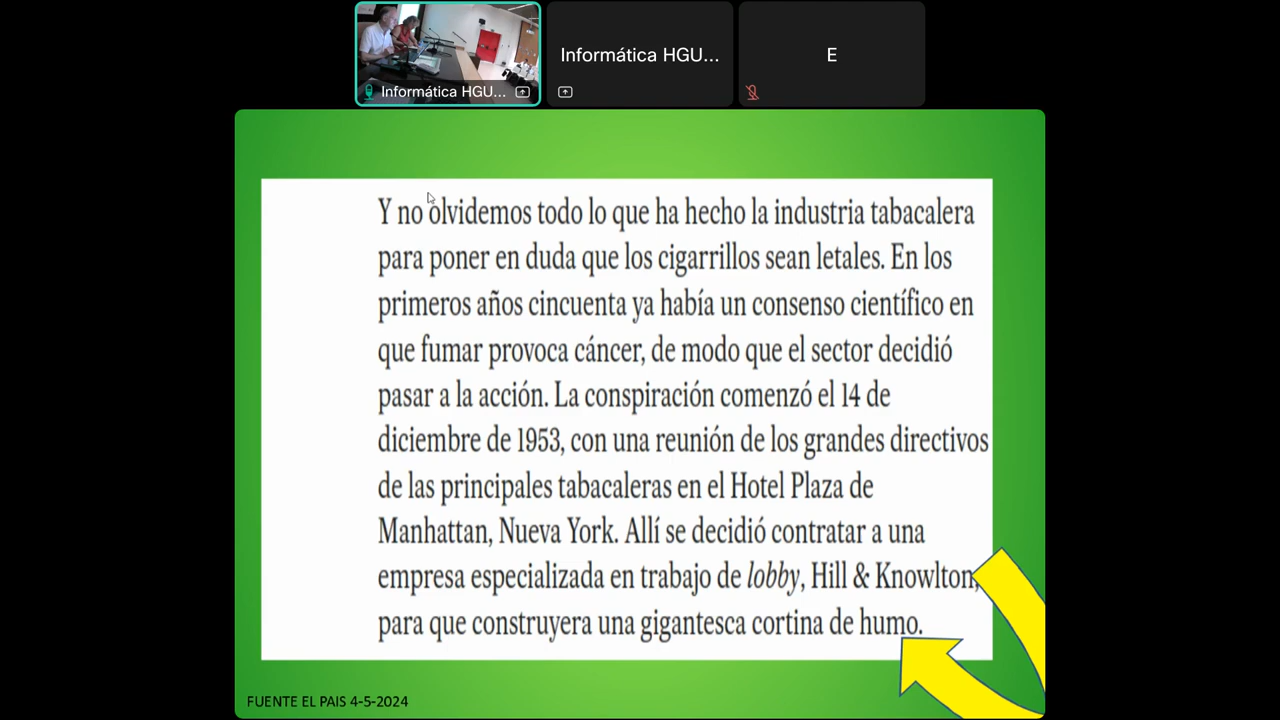 Informática HGU...
Informática HGU...
E
Y no olvidemos todo lo que ha hecho la industria tabacalera
para poner en duda que los cigarrillos sean letales. En los
primeros años cincuenta ya había un consenso científico en
que fumar provoca cáncer, de modo que el sector decidió
pasar a la acción. La conspiración comenzó el 14 de
diciembre de 1953, con una reunión de los grandes directivos
de las principales tabacaleras en el Hotel Plaza de
Manhattan, Nueva York. Allí se decidió contratar a una
empresa especializada en trabajo de lobby, Hill & Knowlton,
para que construyera una gigantesca cortina de humo.
FUENTE EL PAIS 4-5-2024